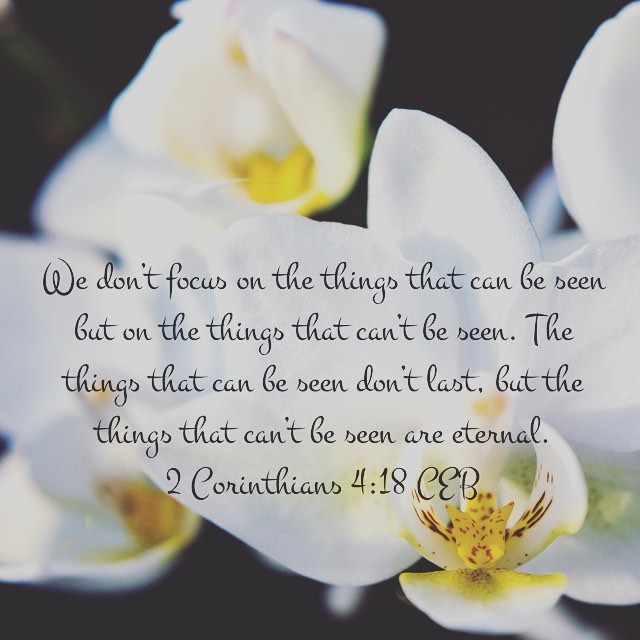 We don't focus on the things that can be seen
but on the things that can't be seen. The
things that can be seen don't last, but the
things that can't be seen are eternal.
2 Corinthians 4:18 CEB